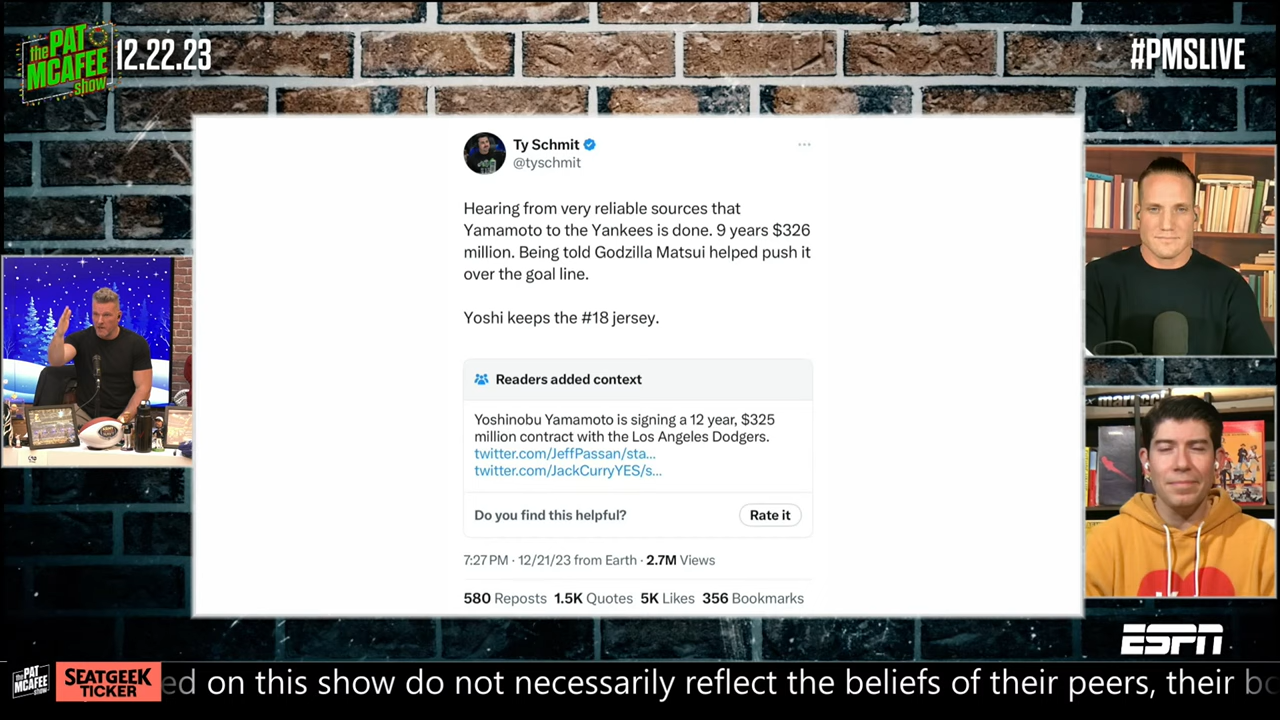 the PAT MCAFEE show
12.22.23
#PMSLIVE
Ty Schmit
@tyschmit
Hearing from very reliable sources that
Yamamoto to the Yankees is done. 9 years $326
million. Being told Godzilla Matsui helped push it
over the goal line.
Yoshi keeps the #18 jersey.
Readers added context
Yoshinobu Yamamoto is signing a 12 year, $325
million contract with the Los Angeles Dodgers.
twitter.com/JeffPassan/sta...
twitter.com/JackCurryYES/s...
Do you find this helpful?
Rate it
7:27 PM · 12/21/23 from Earth · 2.7M Views
580 Reposts 1.5K Quotes 5K Likes 356 Bookmarks
ESPN
the PAT MCAFEE show
SEATGEEK
TICKER
ed on this show do not necessarily reflect the beliefs of their peers, their bo